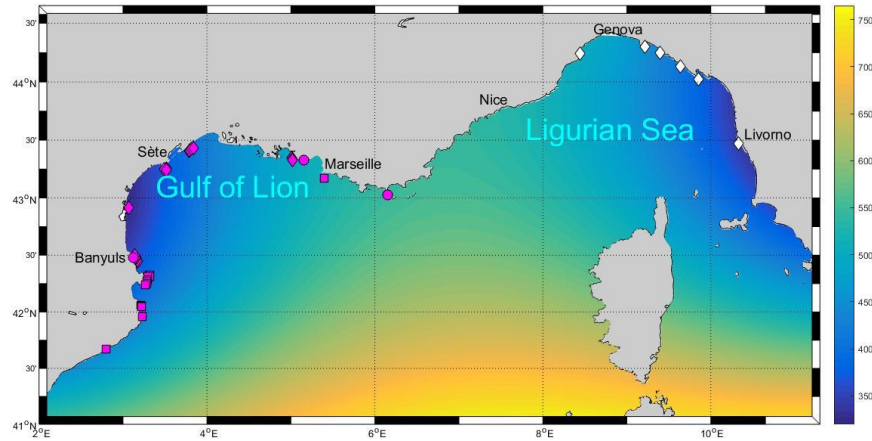 30'
44°N
30'
43°N
30'
42°N
30'
41°N
2°E
4°E
6°E
8°E
10°E
Genova
Nice
Ligurian Sea
Livorno
Sète
Marseille
Gulf of Lion
Banyuls
750
700
650
600
550
500
450
400
350